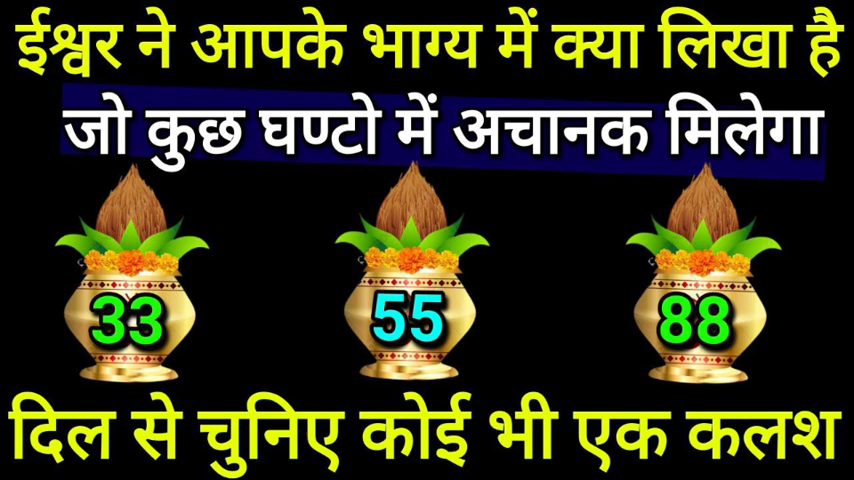 ईश्वर ने आपके भाग्य में क्या लिखा है
जो कुछ घण्टो में अचानक मिलेगा
33 55 88
दिल से चुनिए कोई भी एक कलश